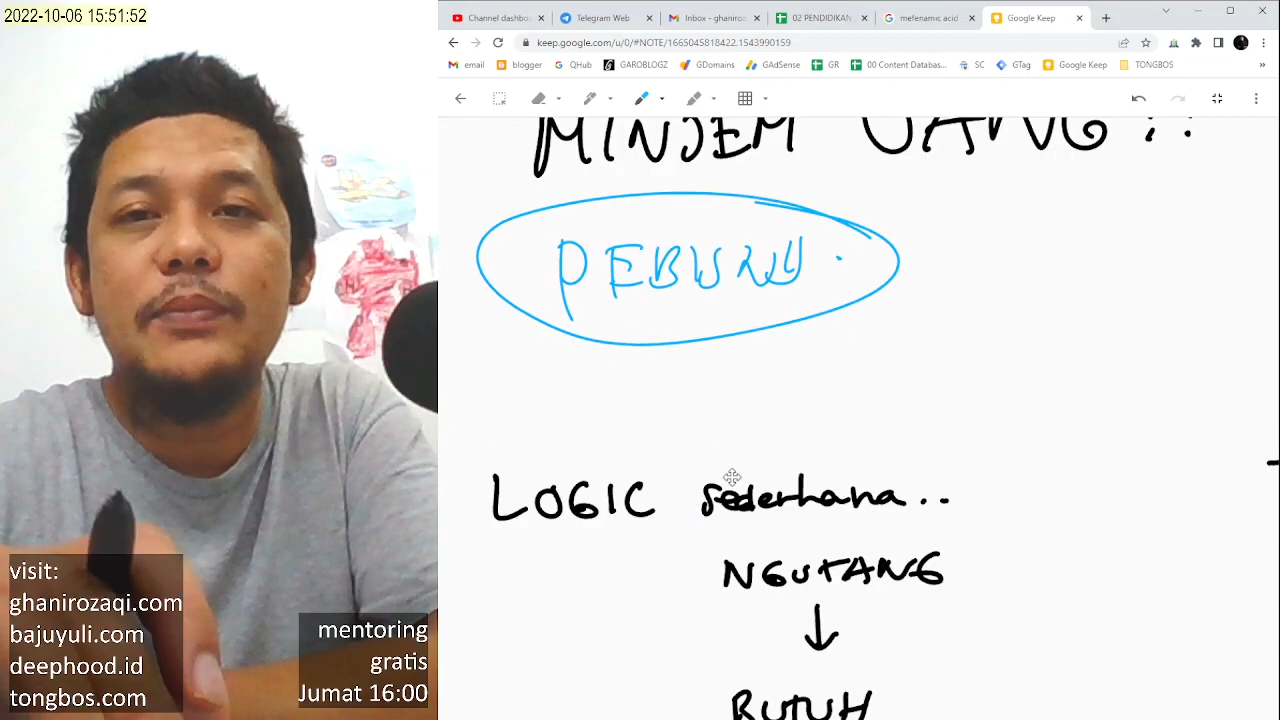 2022-10-06 15:51:52
Channel dashbo
Telegram Web
Inbox - ghaniroz
02 PENDIDIKAN
mefenamic acid
Google Keep
keep.google.com/u/0/#NOTE/1665045818422.1543990159
email
blogger
QHub
GAROBLOGZ
GDomains
GAdSense
GR
00 Content Databas...
SC
GTag
Google Keep
TONGBOS
MINJEM UANG ??
LOGIC sederhana..
NGUTANG
BUTUH
visit:
ghanirozaqi.com
bajuyuli.com
deephood.id
tongbos.com
mentoring
gratis
Jumat 16:00